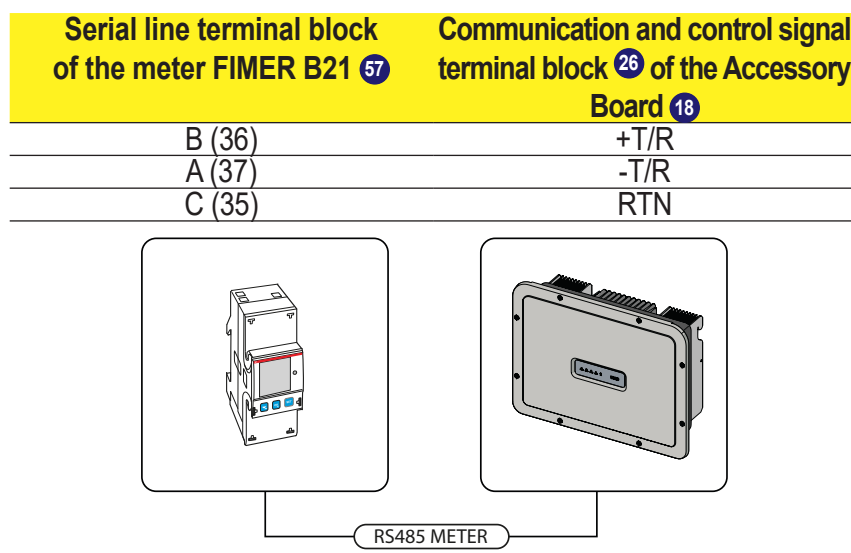 Serial line terminal block
of the meter FIMER B21 57
Communication and control signal
terminal block 26 of the Accessory
Board 18
B (36) +T/R
A (37) -T/R
C (35) RTN
RS485 METER